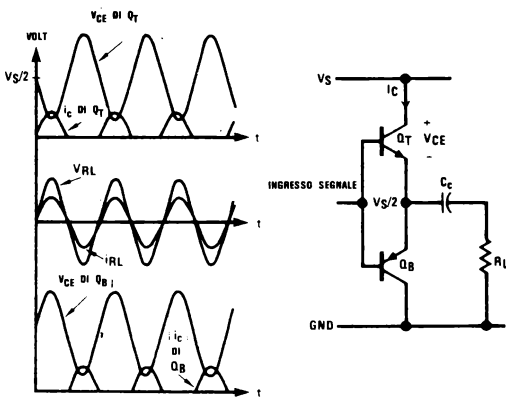 VCE DI QT
VOLT
VS/2
iC DI QT
t
VRL
t
iRL
VCE DI QB
iC
DI
QB
t
VS
IC
QT
+
VCE
-
INGRESSO SEGNALE
VS/2
CC
RL
QB
GND